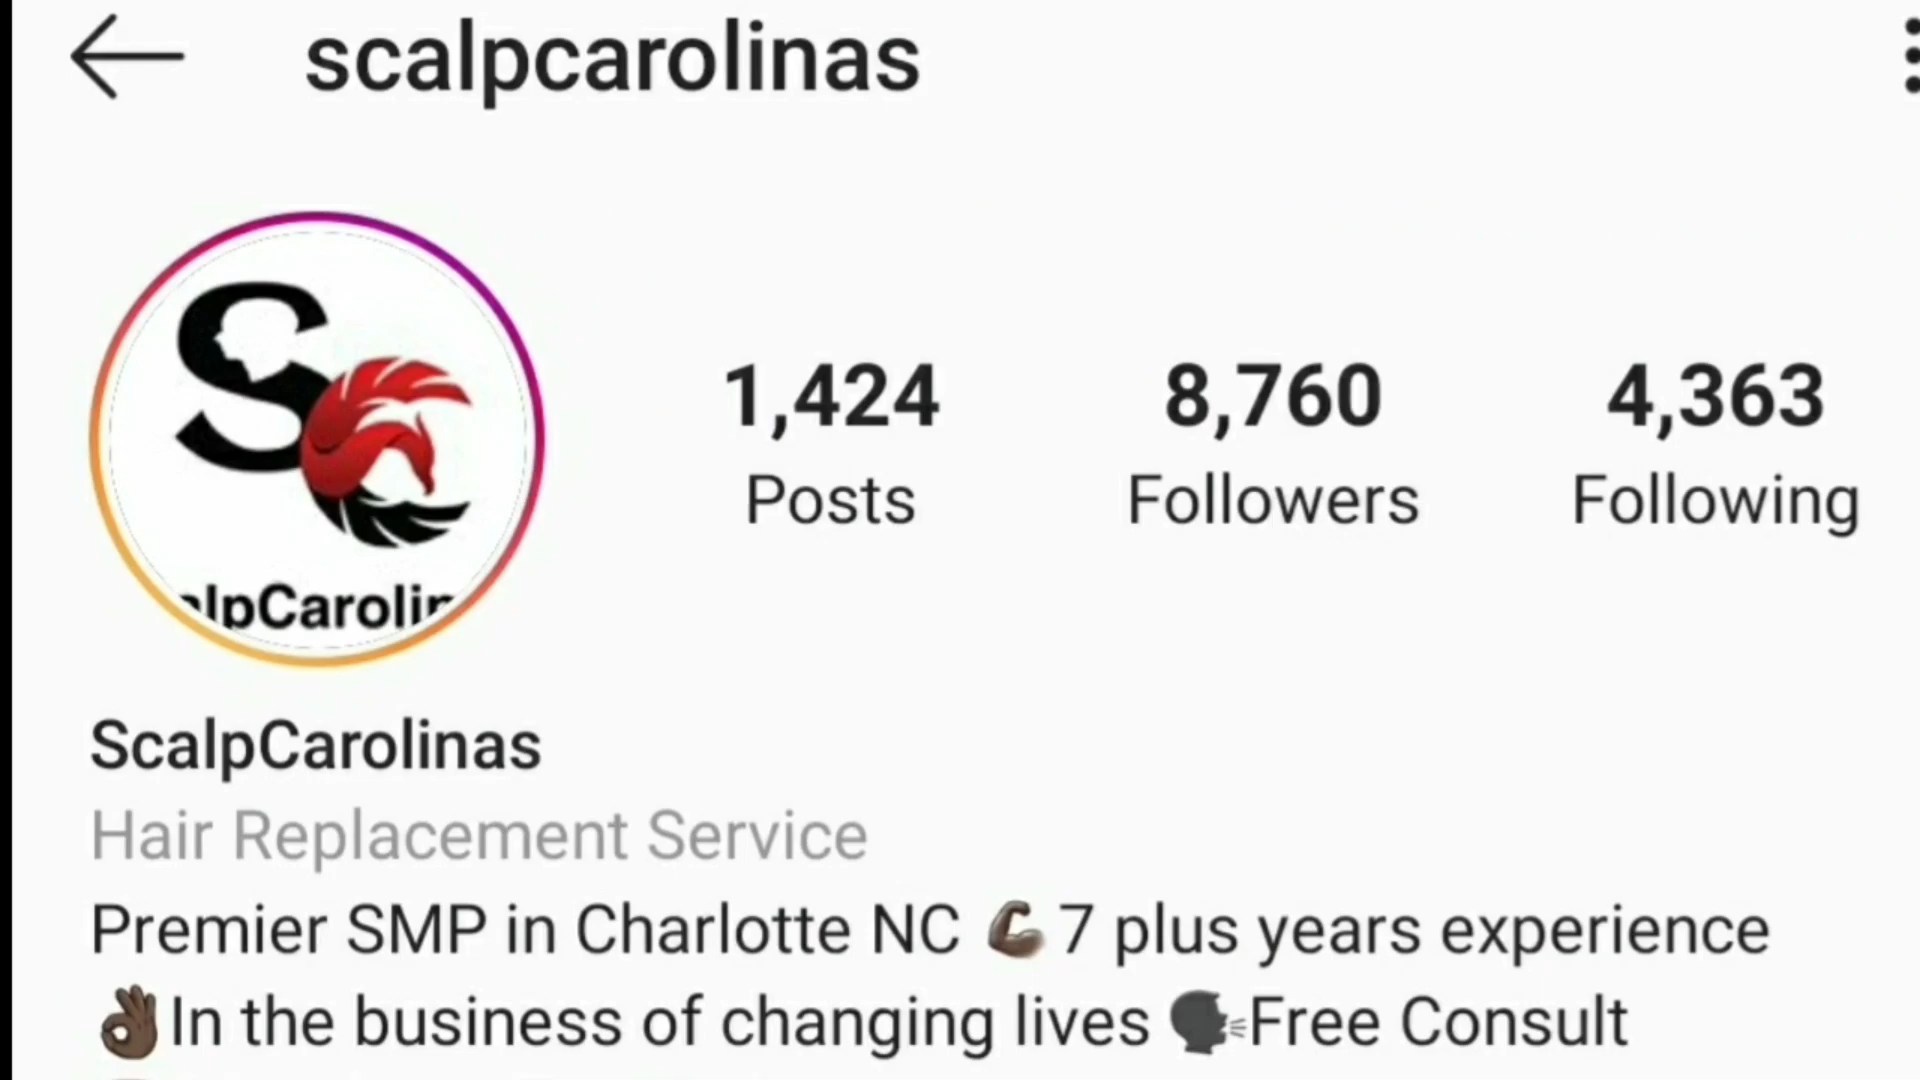 scalpcarolinas
1,424 8,760 4,363
Posts Followers Following
alpCarolin
ScalpCarolinas
Hair Replacement Service
Premier SMP in Charlotte NC 💪🏿7 plus years experience
👌🏿In the business of changing lives 🗣Free Consult